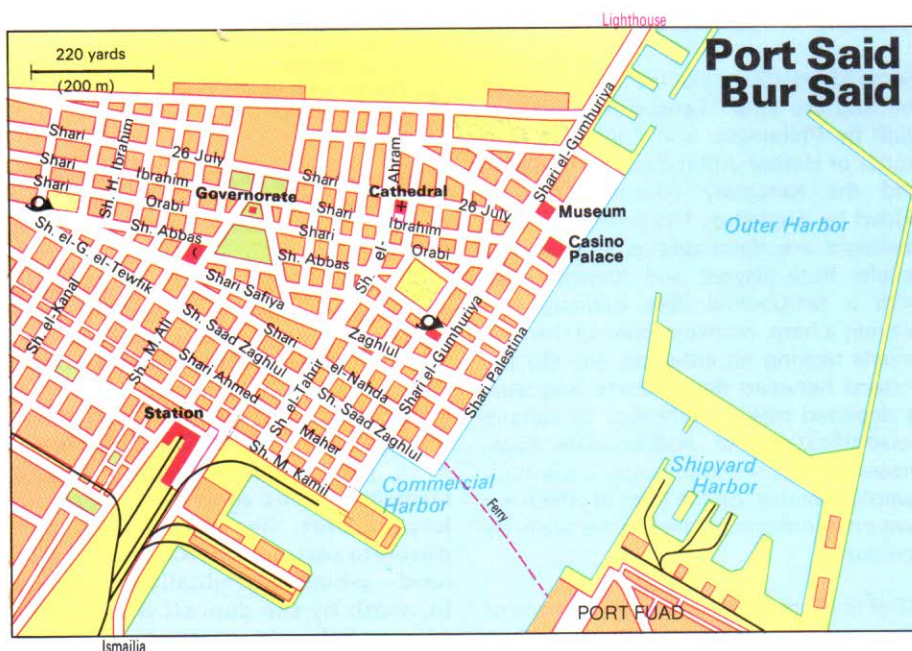 Lighthouse
220 yards
(200 m)
Port Said
Bur Said
Shari
26 July
Shari
Ibrahim
Shari
Orabi
Sh. H. Ibrahim
Sh. Abbas
Governorate
Shari
Shari
Sh. Abbas
Sh. el-
Ahram
Cathedral
Ibrahim
26 July
Orabi
Shari el-Gumhuriya
Museum
Casino
Palace
Outer Harbor
Sh. el-G. el-Tewfik
Shari Safiya
Sh. el-Kanal
Sh. M. Ali
Sh. Saad Zaghlul
Shari
Zaghlul
Shari el-Gumhuriya
Shari Palestina
Shari Ahmed
Sh. el-Tahrir
el-Nahda
Sh. Saad Zaghlul
Maher
Sh. M. Kamil
Station
Commercial
Harbor
Ferry
Shipyard
Harbor
PORT FUAD
Ismailia